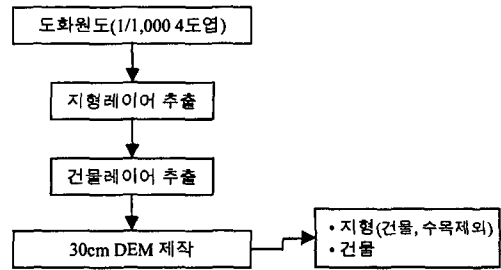 도화원도(1/1,000 4도엽)
지형레이어 추출
건물레이어 추출
30cm DEM 제작
• 지형(건물, 수목제외)
• 건물